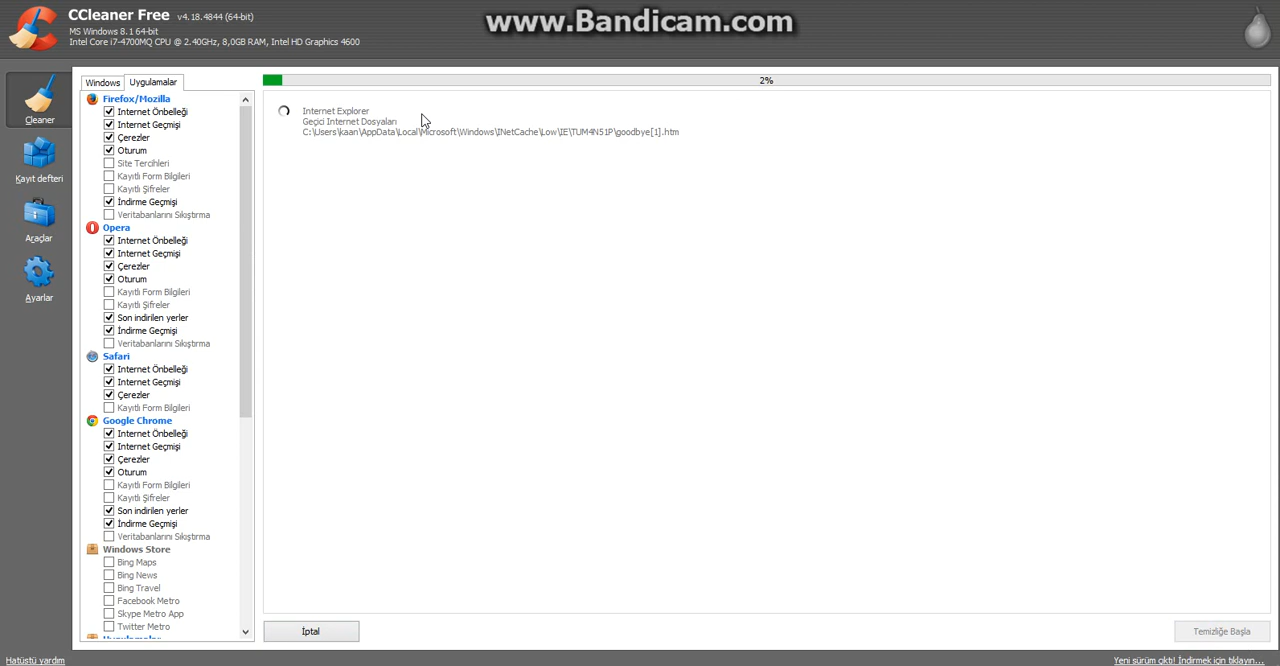 CCleaner Free v4.18.4844 (64-bit)
MS Windows 8.1 64-bit
Intel Core i7-4700MQ CPU @ 2.40GHz, 8,0GB RAM, Intel HD Graphics 4600
www.Bandicam.com
Cleaner
Kayıt defteri
Araçlar
Ayarlar
Windows
Uygulamalar
Firefox/Mozilla
Internet Önbelleği
Internet Geçmişi
Çerezler
Oturum
Site Tercihleri
Kayıtlı Form Bilgileri
Kayıtlı Şifreler
İndirme Geçmişi
Veritabanlarını Sıkıştırma
Opera
Internet Önbelleği
Internet Geçmişi
Çerezler
Oturum
Kayıtlı Form Bilgileri
Kayıtlı Şifreler
Son indirilen yerler
İndirme Geçmişi
Veritabanlarını Sıkıştırma
Safari
Internet Önbelleği
Internet Geçmişi
Çerezler
Kayıtlı Form Bilgileri
Google Chrome
Internet Önbelleği
Internet Geçmişi
Çerezler
Oturum
Kayıtlı Form Bilgileri
Kayıtlı Şifreler
Son indirilen yerler
İndirme Geçmişi
Veritabanlarını Sıkıştırma
Windows Store
Bing Maps
Bing News
Bing Travel
Facebook Metro
Skype Metro App
Twitter Metro
Uygulamalar
2%
Internet Explorer
Geçici Internet Dosyaları
C:\Users\kaan\AppData\Local\Microsoft\Windows\INetCache\Low\IE\TUM4N51P\goodbye[1].htm
İptal
Temizliğe Başla
Hatüstü yardım
Yeni sürüm çıktı! İndirmek için tıklayın...